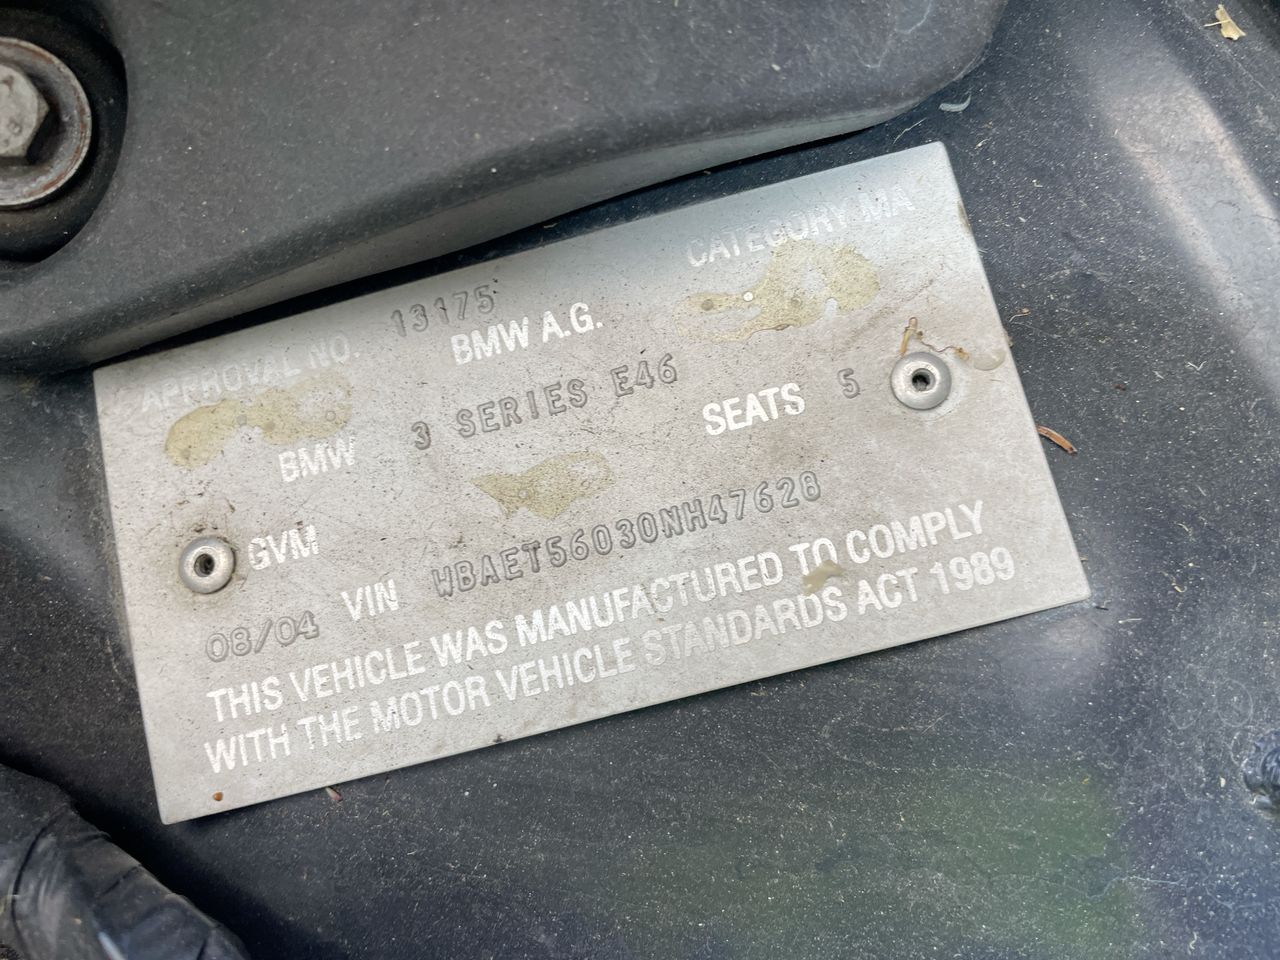 APPROVAL NO. 13175 CATEGORY MA
BMW A.G.
BMW 3 SERIES E46 SEATS 5
GVM
08/04 VIN WBAET56030NH47628
THIS VEHICLE WAS MANUFACTURED TO COMPLY
WITH THE MOTOR VEHICLE STANDARDS ACT 1989